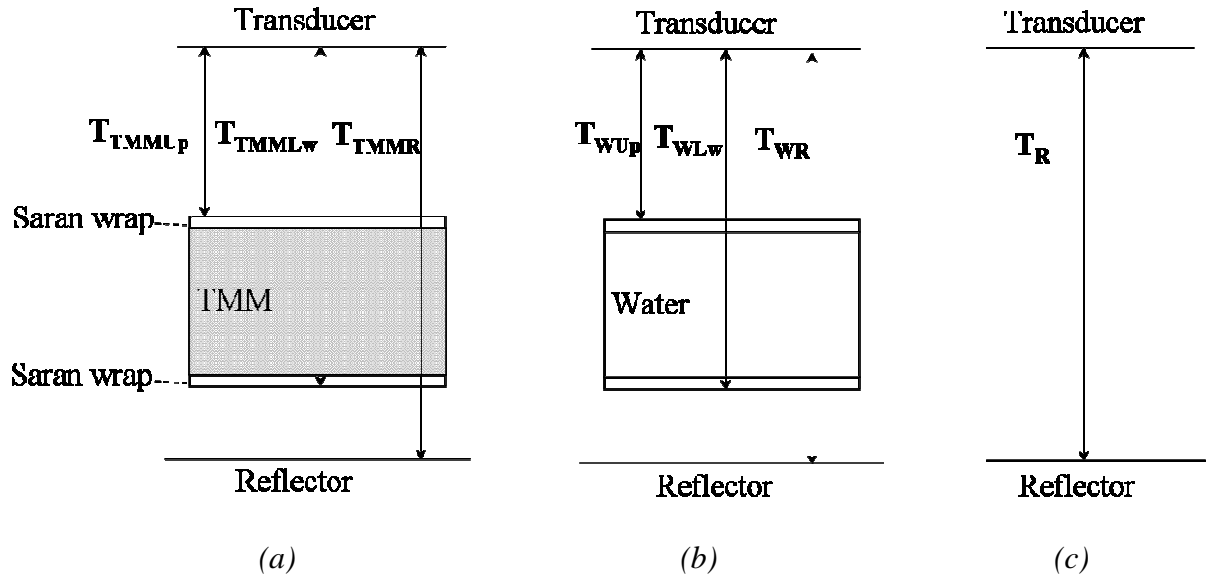 Transducer Transducer Transducer
T_TMMUp T_TMMLw T_TMMR T_WUp T_WLw T_WR T_R
Saran wrap
TMM Water
Saran wrap
Reflector Reflector Reflector
(a) (b) (c)